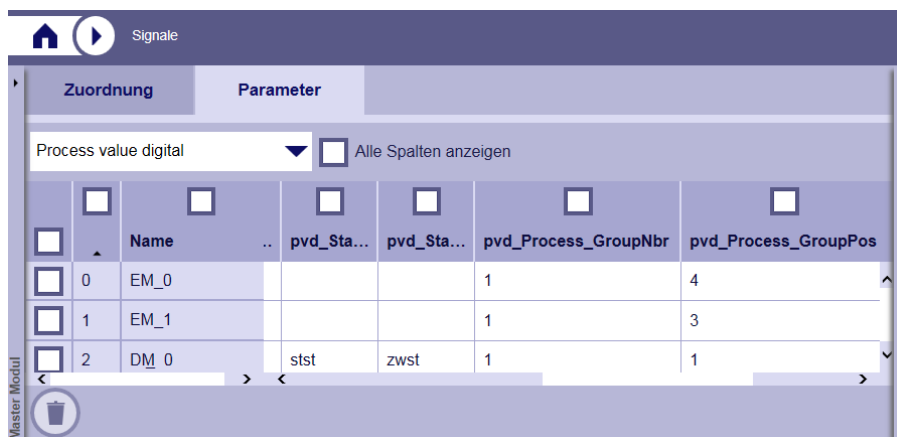 Signale
Zuordnung Parameter
Process value digital Alle Spalten anzeigen
Name .. pvd_Sta... pvd_Sta... pvd_Process_GroupNbr pvd_Process_GroupPos
0 EM_0 1 4
1 EM_1 1 3
2 DM_0 stst zwst 1 1
Master Modul